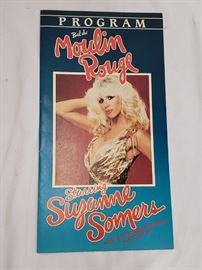 PROGRAM
Bal du
Moulin
Rouge
Starring
Suzanne
Somers